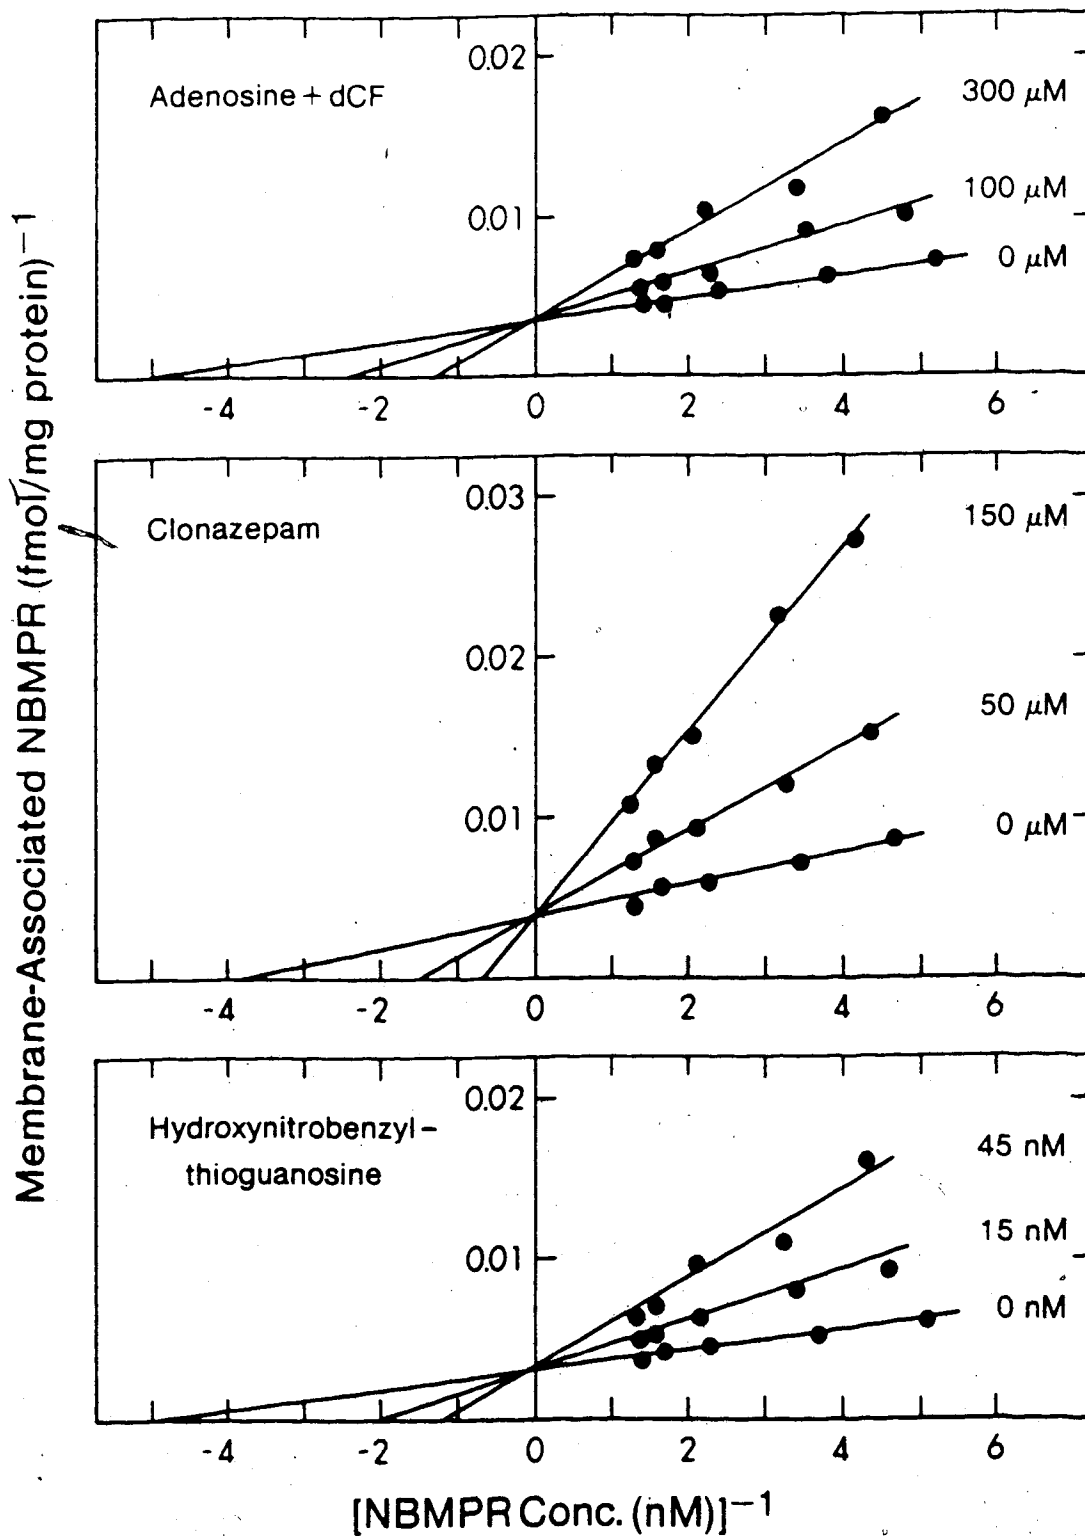 Membrane-Associated NBMPR (fmol/mg protein)⁻¹
Adenosine + dCF
0.02
0.01
300 μM
100 μM
0 μM
-4 -2 0 2 4 6
Clonazepam
0.03
0.02
0.01
150 μM
50 μM
0 μM
-4 -2 0 2 4 6
Hydroxynitrobenzyl-
thioguanosine
0.02
0.01
45 nM
15 nM
0 nM
-4 -2 0 2 4 6
[NBMPR Conc. (nM)]⁻¹